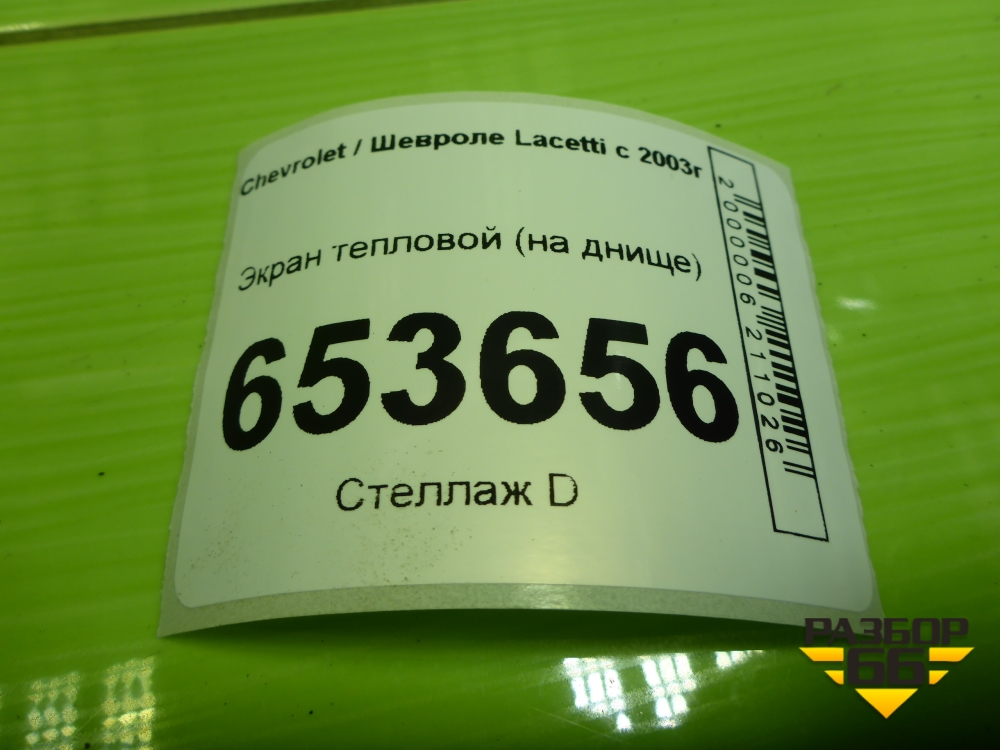 Chevrolet / Шевроле Lacetti с 2003г
Экран тепловой (на днище)
653656
Стеллаж D
2000006211026
РАЗБОР
66